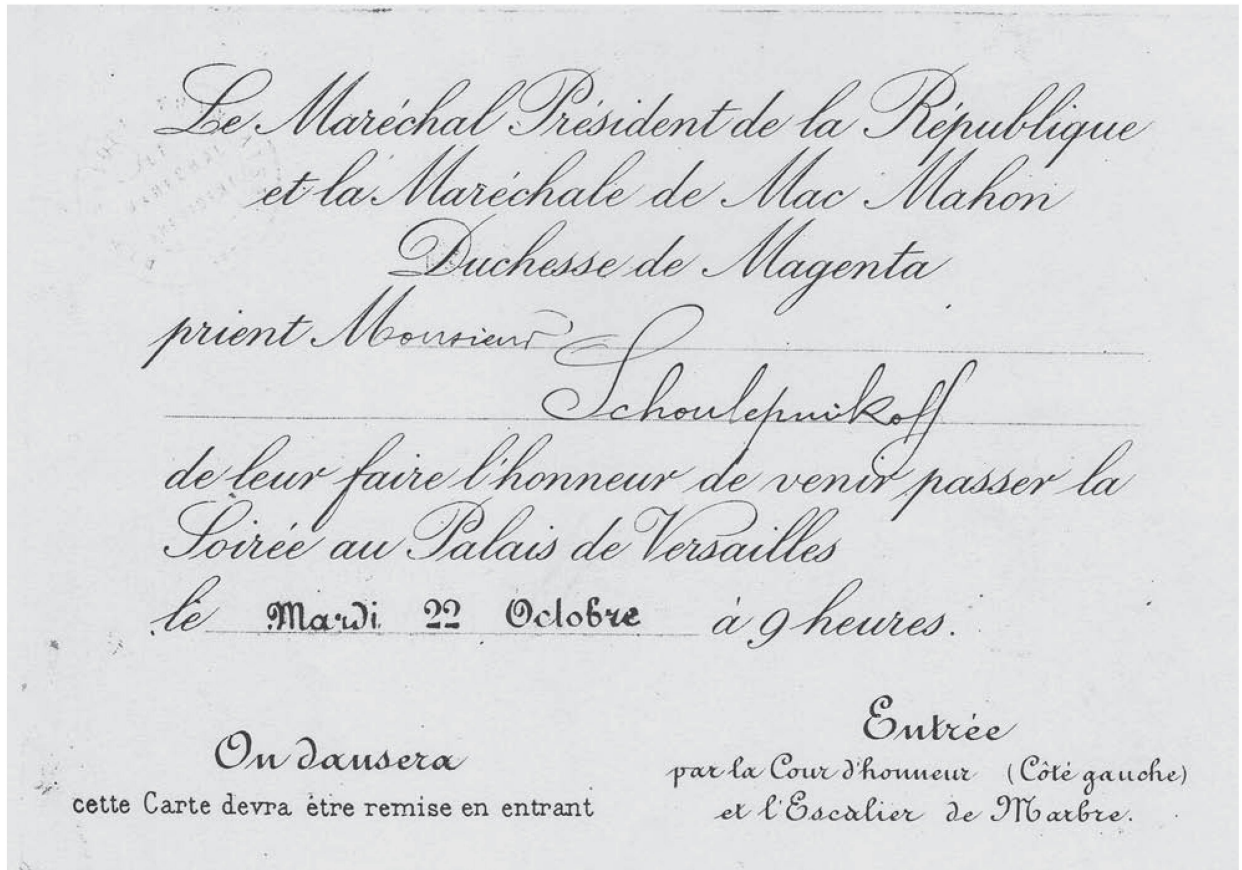 Le Maréchal Président de la République
et la Maréchale de Mac Mahon
Duchesse de Magenta
prient Monsieur
Schoulepnikoff
de leur faire l'honneur de venir passer la
Soirée au Palais de Versailles
le Mardi 22 Octobre à 9 heures.
On dansera
cette Carte devra être remise en entrant
Entrée
par la Cour d'honneur (Côté gauche)
et l'Escalier de Marbre.